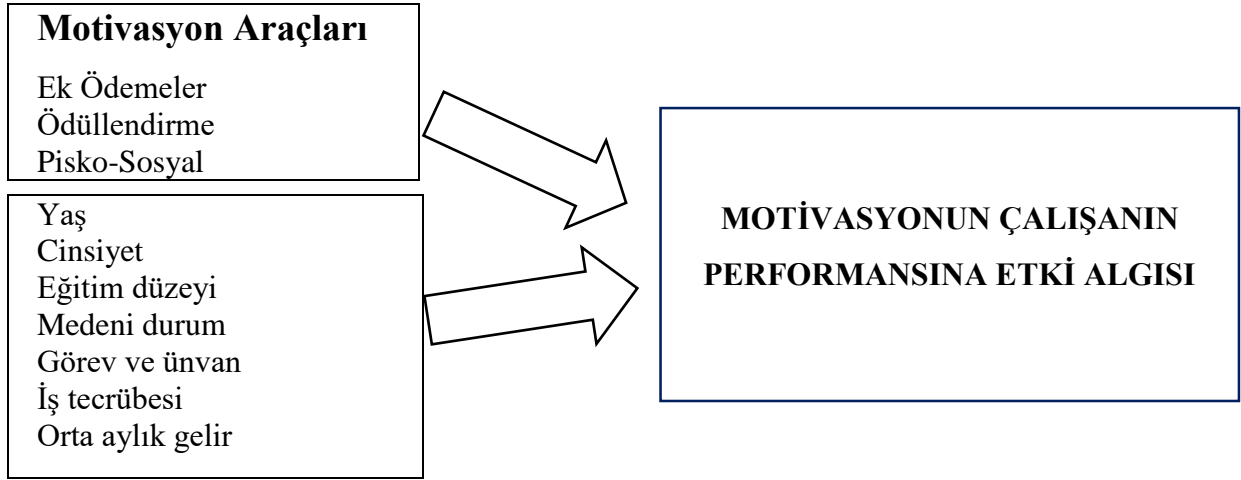 Motivasyon Araçları
Ek Ödemeler
Ödüllendirme
Pisko-Sosyal
Yaş
Cinsiyet
Eğitim düzeyi
Medeni durum
Görev ve ünvan
İş tecrübesi
Orta aylık gelir
MOTİVASYONUN ÇALIŞANIN
PERFORMANSINA ETKİ ALGISI